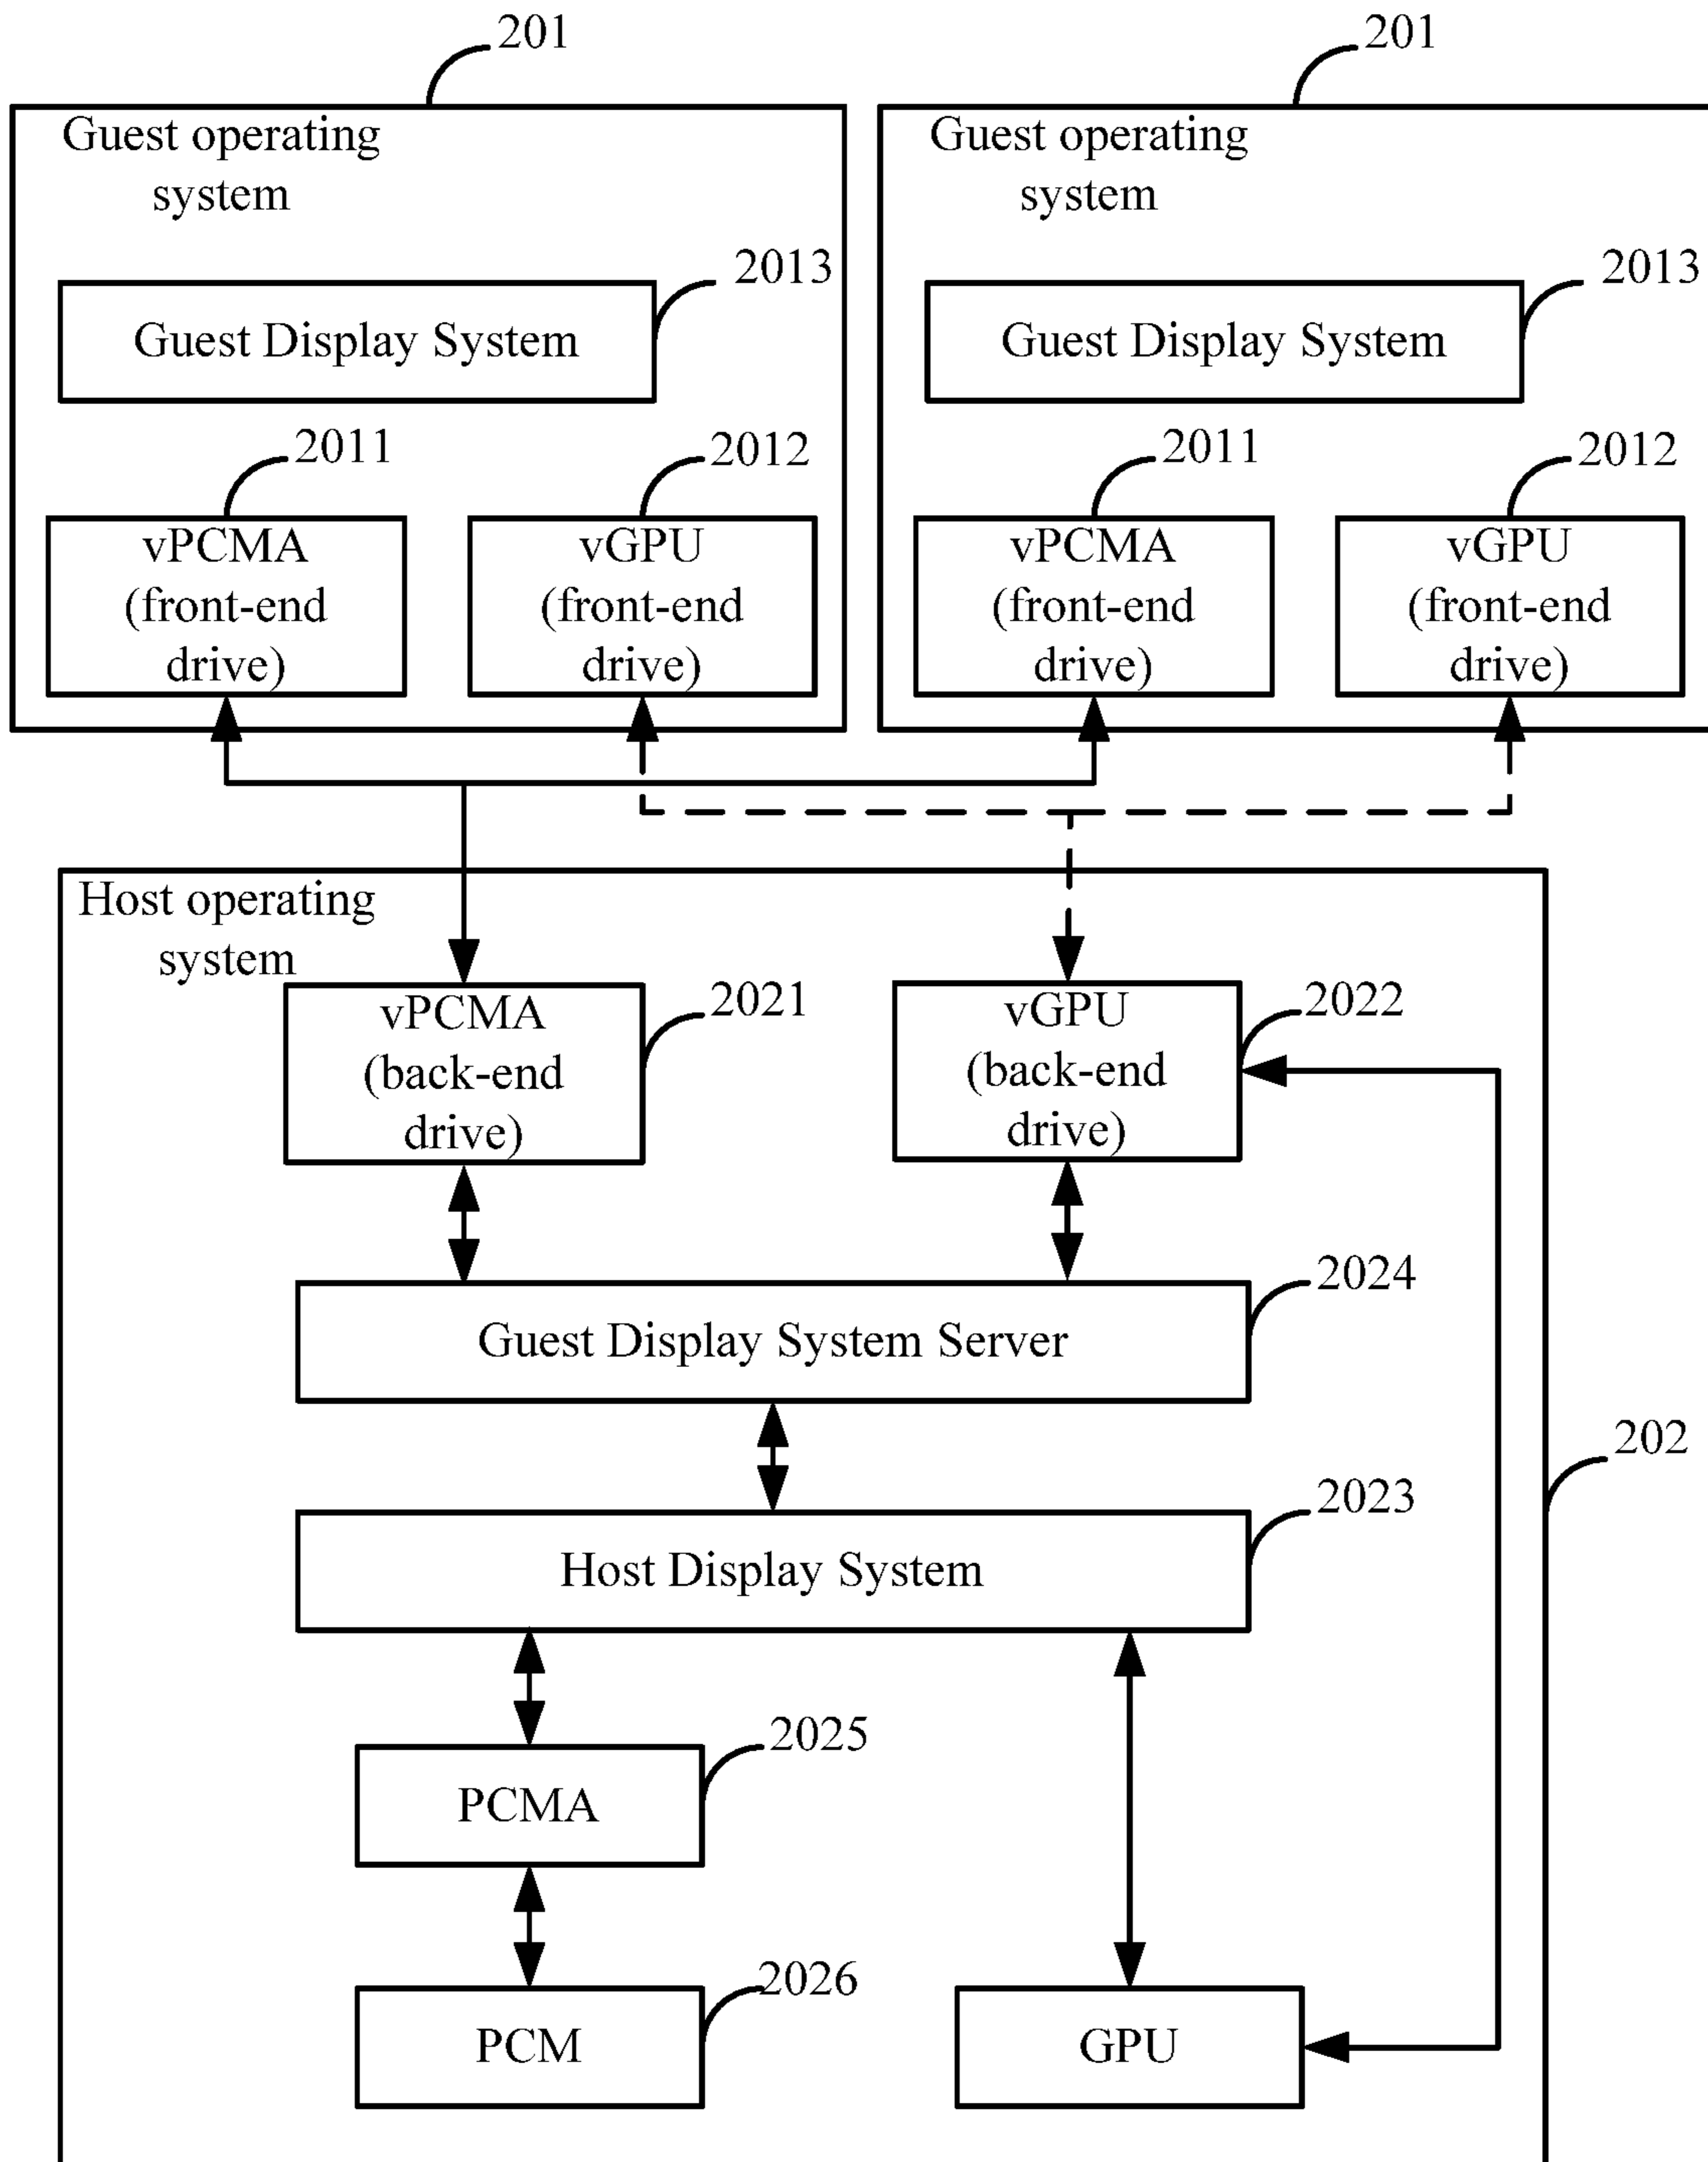 201
201
Guest operating
system
Guest operating
system
2013
2013
Guest Display System
Guest Display System
2011
2012
2011
2012
vPCMA
(front-end
drive)
vGPU
(front-end
drive)
vPCMA
(front-end
drive)
vGPU
(front-end
drive)
Host operating
system
vPCMA
(back-end
drive)
2021
vGPU
(back-end
drive)
2022
2024
Guest Display System Server
202
2023
Host Display System
2025
PCMA
2026
PCM
GPU